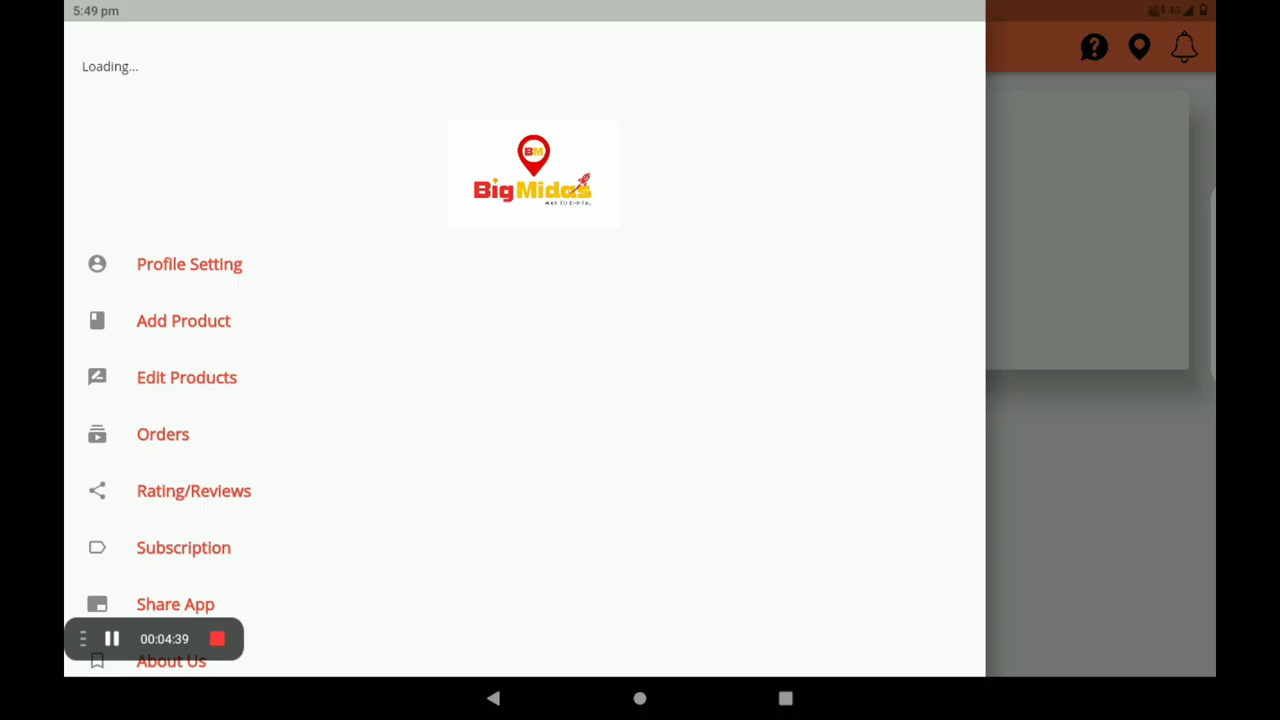 5:49 pm
4G
Loading...
BM
BigMidas
WAY TO DIGITAL
Profile Setting
Add Product
Edit Products
Orders
Rating/Reviews
Subscription
Share App
00:04:39
About Us